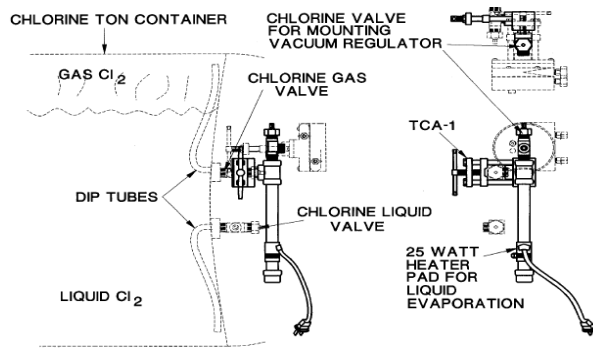 CHLORINE TON CONTAINER
GAS Cl2
CHLORINE GAS
VALVE
DIP TUBES
CHLORINE LIQUID
VALVE
LIQUID Cl2
CHLORINE VALVE
FOR MOUNTING
VACUUM REGULATOR
TCA-1
25 WATT
HEATER
PAD FOR
LIQUID
EVAPORATION